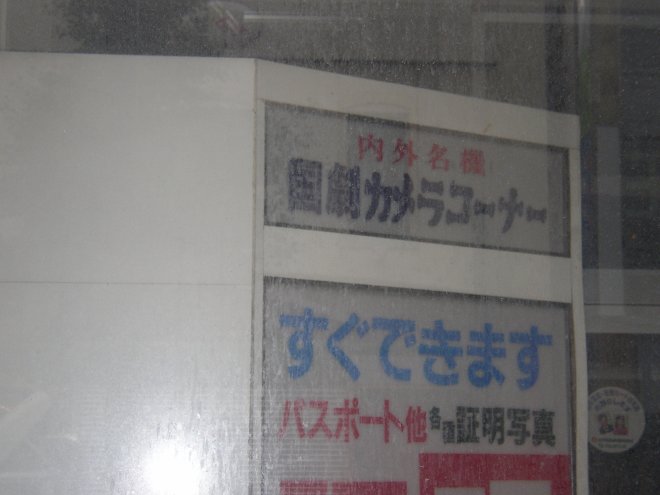 内外名機
国劇カメラコーナー
すぐできます
パスポート他各種証明写真